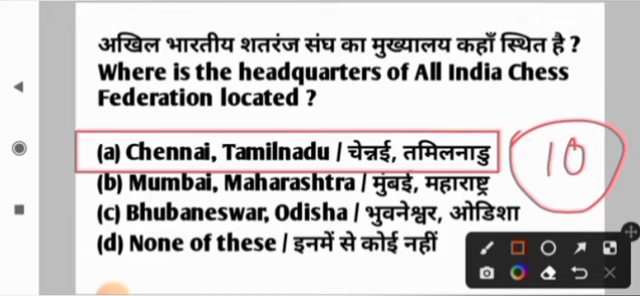 अखिल भारतीय शतरंज संघ का मुख्यालय कहाँ स्थित है ?
Where is the headquarters of All India Chess
Federation located ?
(a) Chennai, Tamilnadu / चेन्नई, तमिलनाडु
10
(b) Mumbai, Maharashtra / मुंबई, महाराष्ट्र
(c) Bhubaneswar, Odisha / भुवनेश्वर, ओडिशा
(d) None of these / इनमें से कोई नहीं